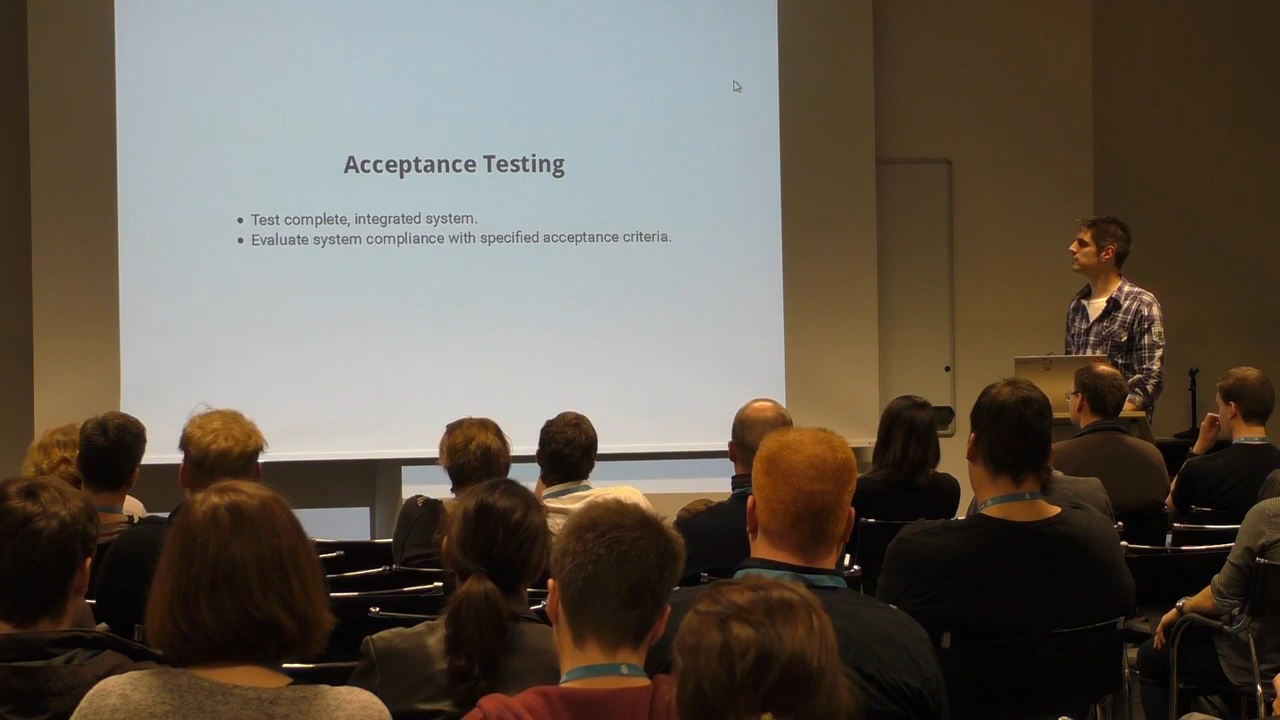 Acceptance Testing
• Test complete, integrated system.
• Evaluate system compliance with specified acceptance criteria.